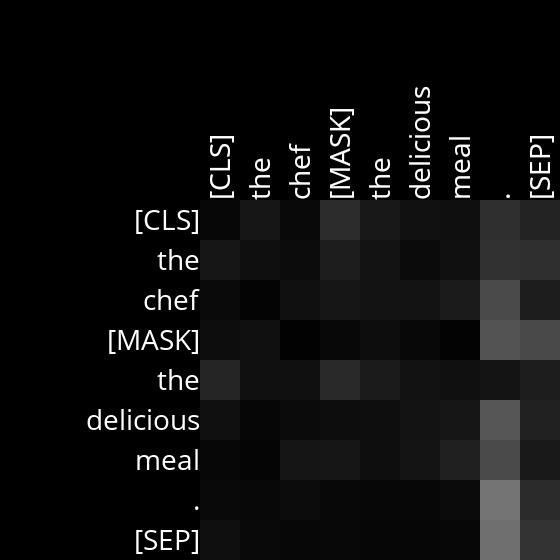 [CLS] the chef [MASK] the delicious meal . [SEP]
[CLS]
the
chef
[MASK]
the
delicious
meal
.
[SEP]